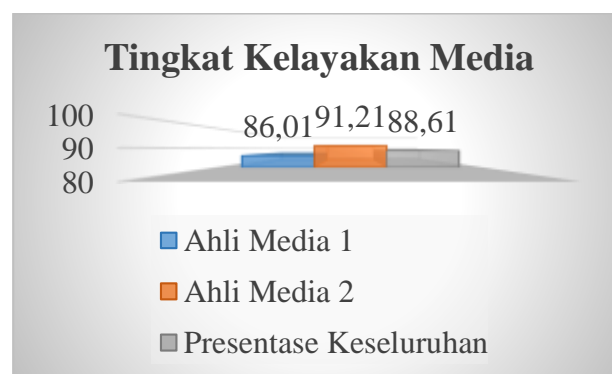 Tingkat Kelayakan Media
100
90
80
86,01 91,21 88,61
Ahli Media 1
Ahli Media 2
Presentase Keseluruhan